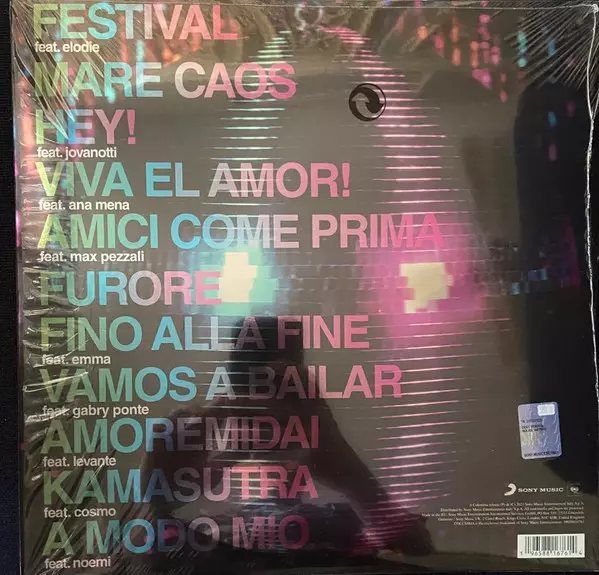 FESTIVAL
feat. elodie
MARE CAOS
HEY!
feat. jovanotti
VIVA EL AMOR!
feat. ana mena
AMICI COME PRIMA
feat. max pezzali
FURORE
FINO ALLA FINE
feat. emma
VAMOS A BAILAR
feat. gabry ponte
AMOREMIDAI
feat. levante
KAMASUTRA
feat. cosmo
A MODO MIO
feat. noemi
SONY MUSIC